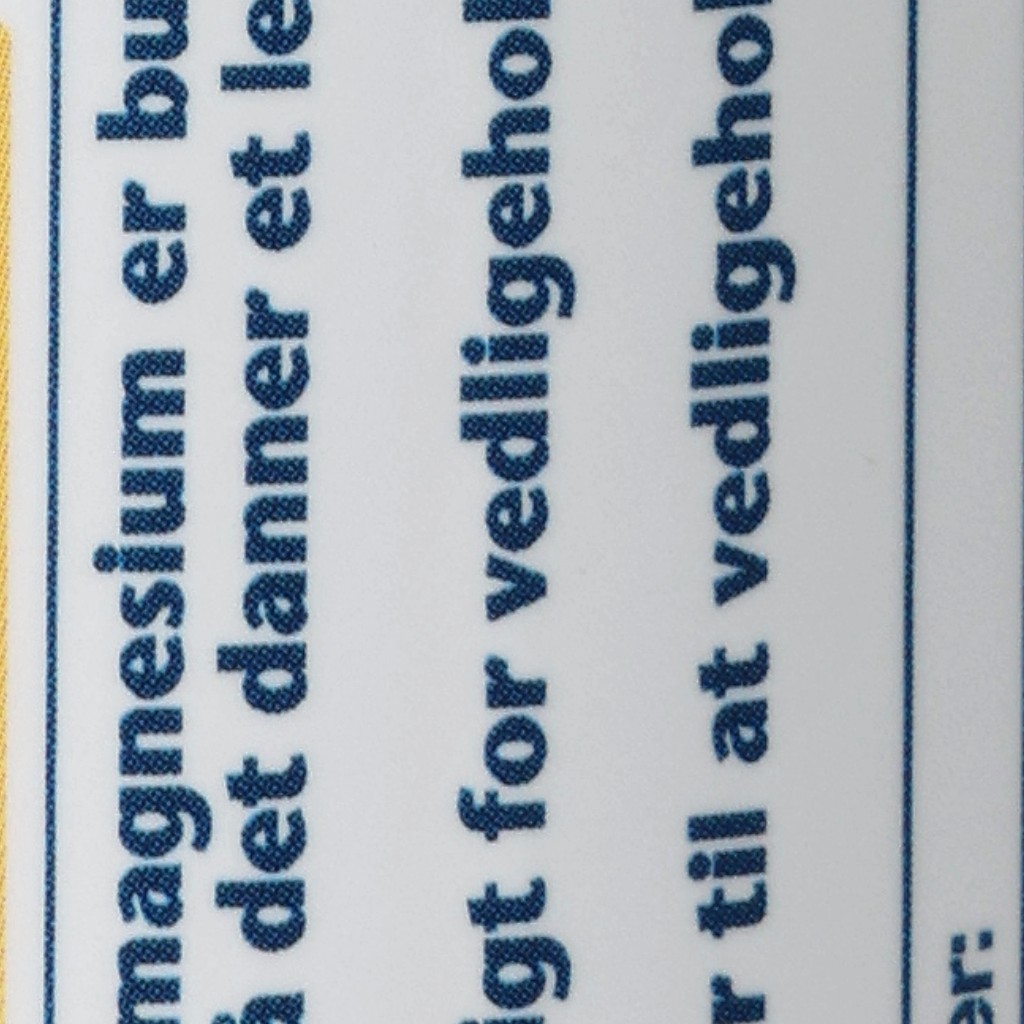 magnesium er bu
å det danner et le
igt for vedligehol
r til at vedligehol
er: